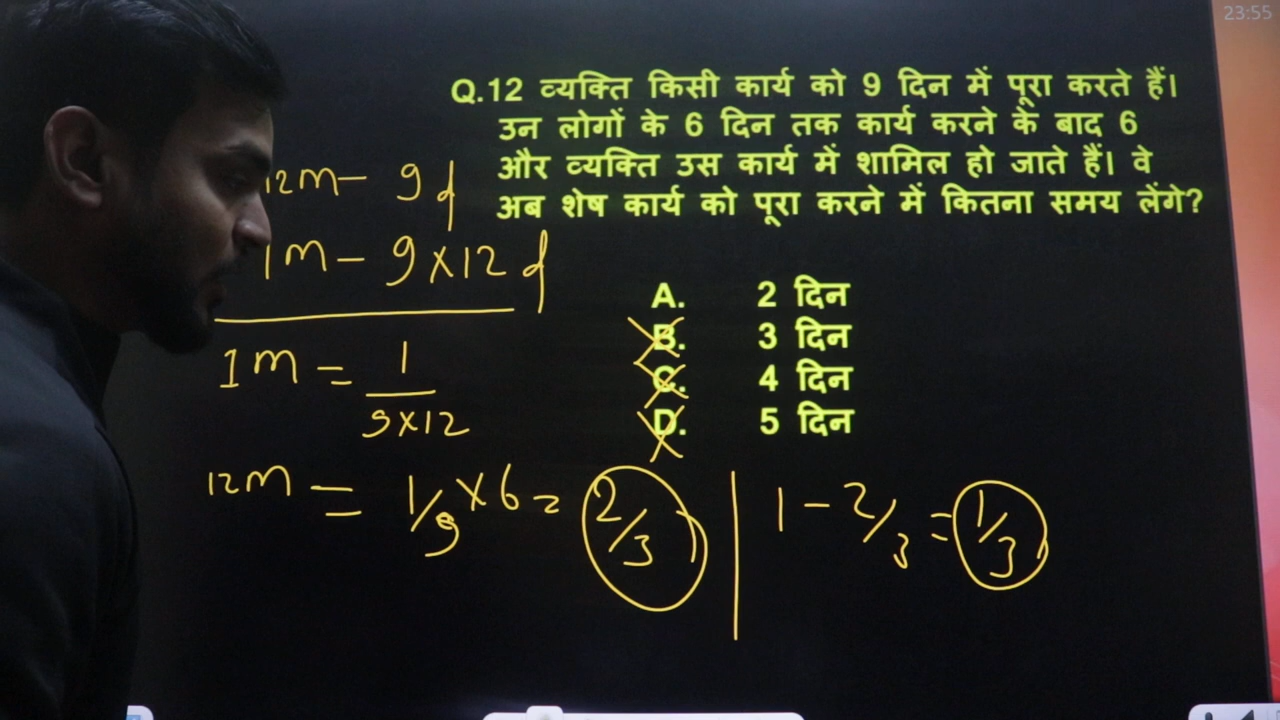 23:55
Q.12 व्यक्ति किसी कार्य को 9 दिन में पूरा करते हैं।
उन लोगों के 6 दिन तक कार्य करने के बाद 6
और व्यक्ति उस कार्य में शामिल हो जाते हैं। वे
अब शेष कार्य को पूरा करने में कितना समय लेंगे?
12m - 9d
1m - 9×12 d
A. 2 दिन
B. 3 दिन
C. 4 दिन
D. 5 दिन
1m = 1/9×12
12m = 1/9 × 6 = 2/3
1 - 2/3 = 1/3